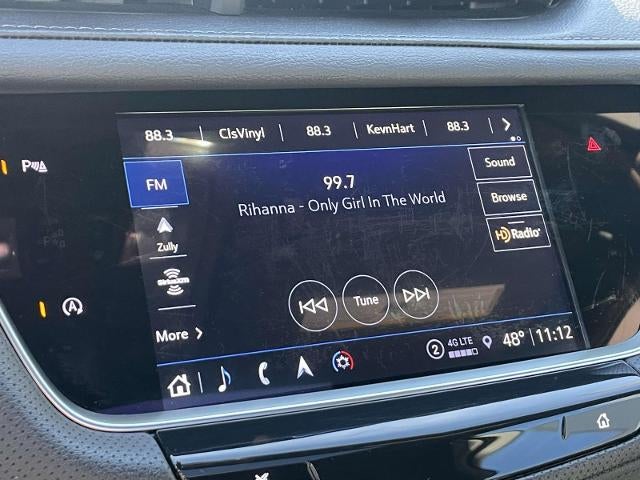 88.3 ClsVinyl 88.3 KevnHart 88.3
FM
99.7
Rihanna - Only Girl In The World
Sound
Browse
HD Radio
Zully
SiriusXM
Tune
More
2 4G LTE 48° 11:12
P
A